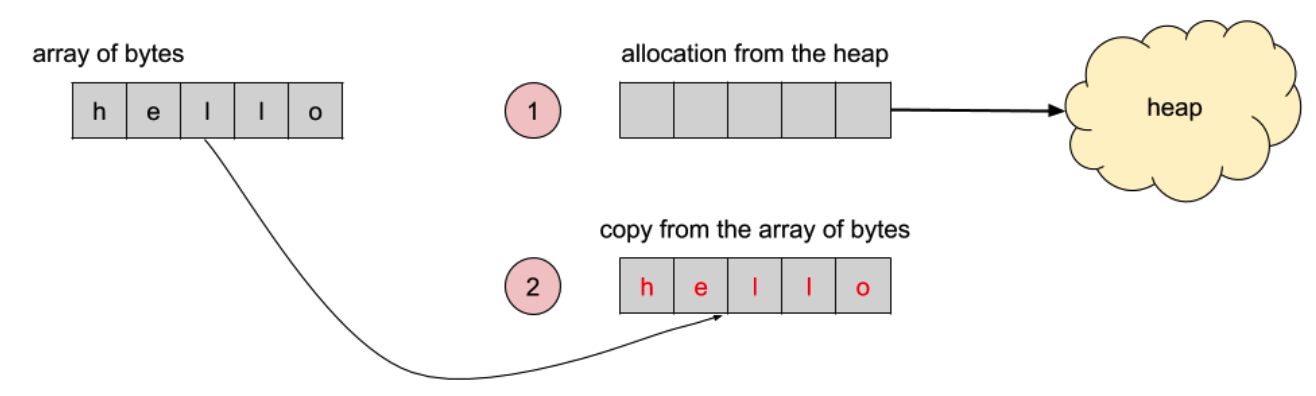 array of bytes
h e l l o
1
allocation from the heap
heap
copy from the array of bytes
2
h e l l o